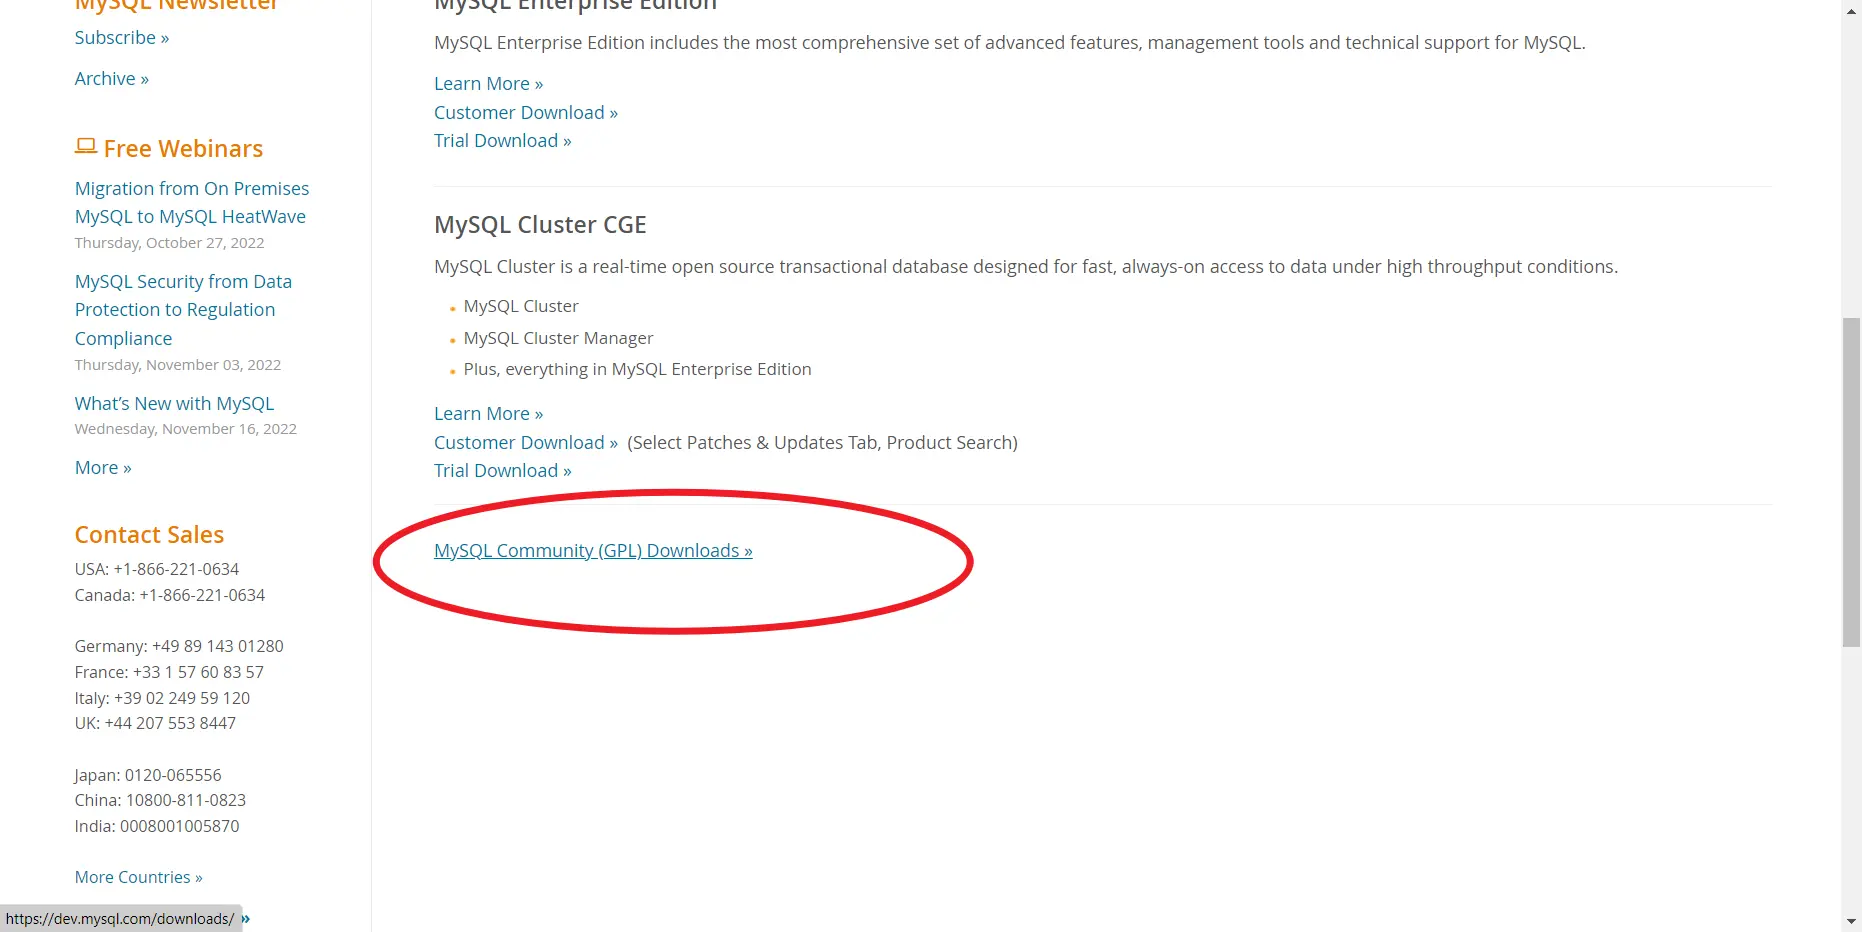 MySQL Newsletter
Subscribe »
Archive »
Free Webinars
Migration from On Premises
MySQL to MySQL HeatWave
Thursday, October 27, 2022
MySQL Security from Data
Protection to Regulation
Compliance
Thursday, November 03, 2022
What’s New with MySQL
Wednesday, November 16, 2022
More »
Contact Sales
USA: +1-866-221-0634
Canada: +1-866-221-0634
Germany: +49 89 143 01280
France: +33 1 57 60 83 57
Italy: +39 02 249 59 120
UK: +44 207 553 8447
Japan: 0120-065556
China: 10800-811-0823
India: 0008001005870
More Countries »
https://dev.mysql.com/downloads/ »
MySQL Enterprise Edition
MySQL Enterprise Edition includes the most comprehensive set of advanced features, management tools and technical support for MySQL.
Learn More »
Customer Download »
Trial Download »
MySQL Cluster CGE
MySQL Cluster is a real-time open source transactional database designed for fast, always-on access to data under high throughput conditions.
• MySQL Cluster
• MySQL Cluster Manager
• Plus, everything in MySQL Enterprise Edition
Learn More »
Customer Download » (Select Patches & Updates Tab, Product Search)
Trial Download »
MySQL Community (GPL) Downloads »